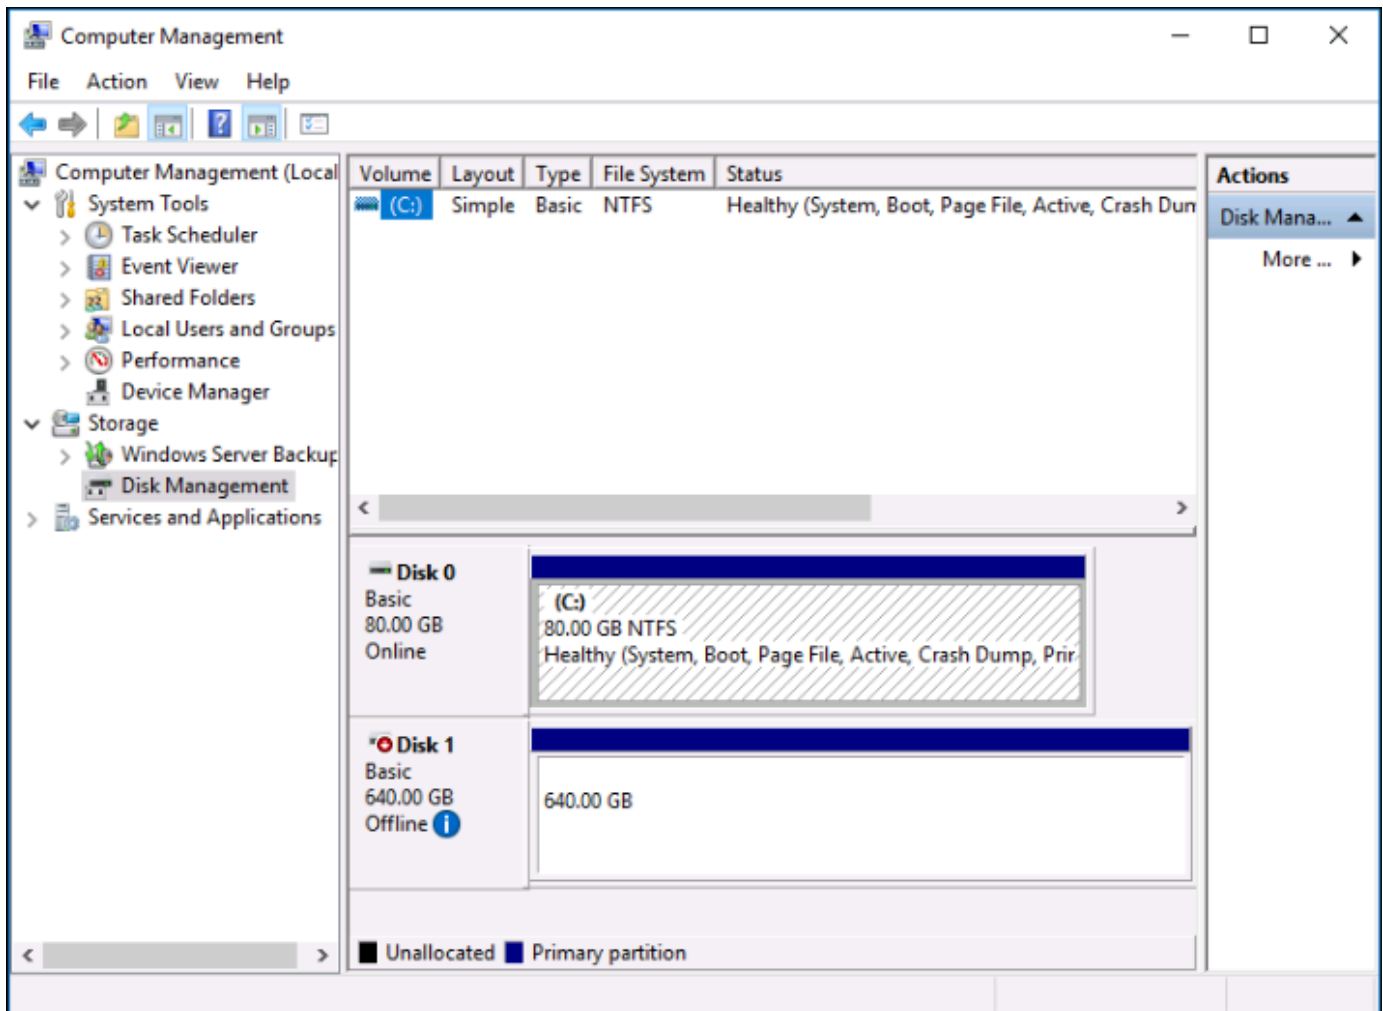 Computer Management
File Action View Help
Computer Management (Local
System Tools
Task Scheduler
Event Viewer
Shared Folders
Local Users and Groups
Performance
Device Manager
Storage
Windows Server Backup
Disk Management
Services and Applications
Volume Layout Type File System Status
(C:) Simple Basic NTFS Healthy (System, Boot, Page File, Active, Crash Dum
Disk 0
Basic
80.00 GB
Online
(C:)
80.00 GB NTFS
Healthy (System, Boot, Page File, Active, Crash Dump, Prir
Disk 1
Basic
640.00 GB
Offline
640.00 GB
Unallocated Primary partition
Actions
Disk Mana...
More ...